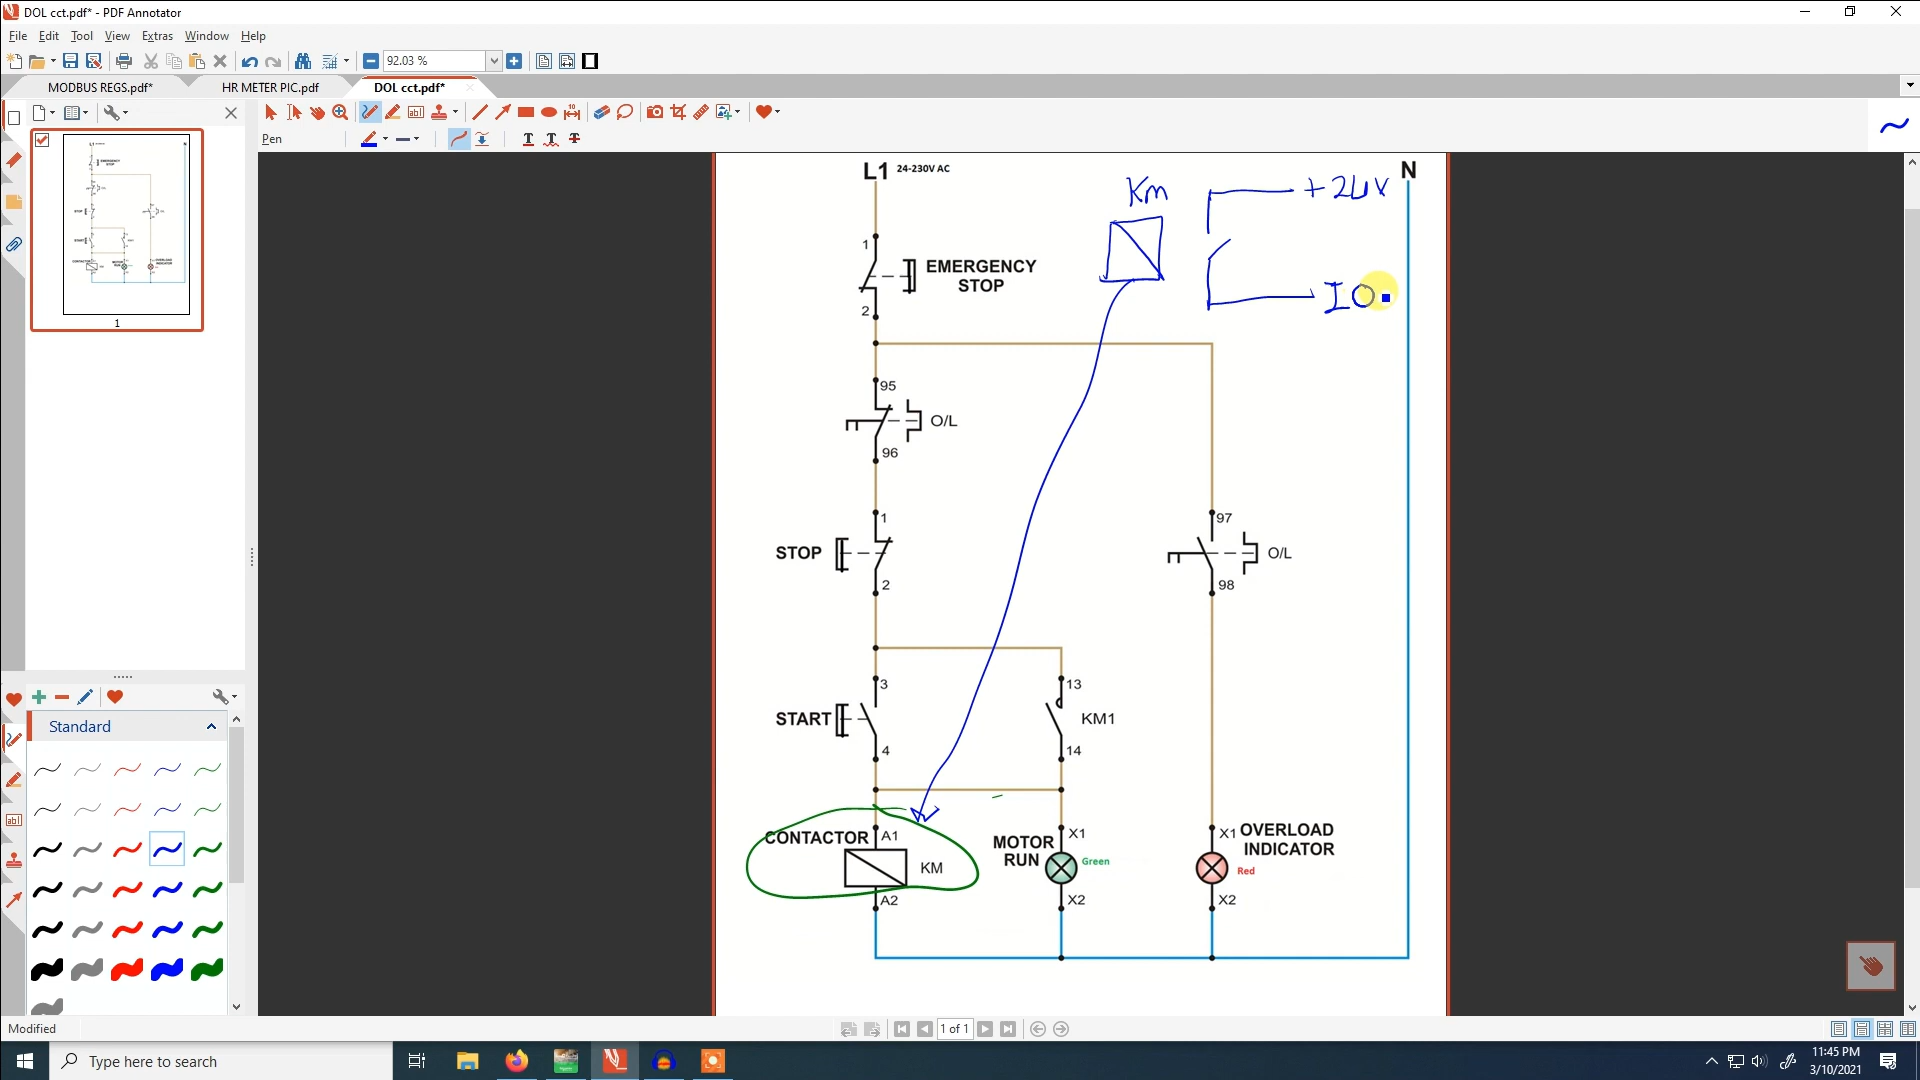 DOL cct.pdf* - PDF Annotator
File Edit Tool View Extras Window Help
92.03 %
MODBUS REGS.pdf* HR METER PIC.pdf DOL cct.pdf*
Pen
1
L1 24-230V AC
N
Km
+24V
I0.
1
EMERGENCY
STOP
2
95
O/L
96
1
STOP
2
97
O/L
98
3
START
4
13
KM1
14
CONTACTOR
A1
KM
A2
MOTOR
RUN
X1
Green
X2
X1
OVERLOAD
INDICATOR
Red
X2
Standard
Modified
1 of 1
Type here to search
11:45 PM
3/10/2021